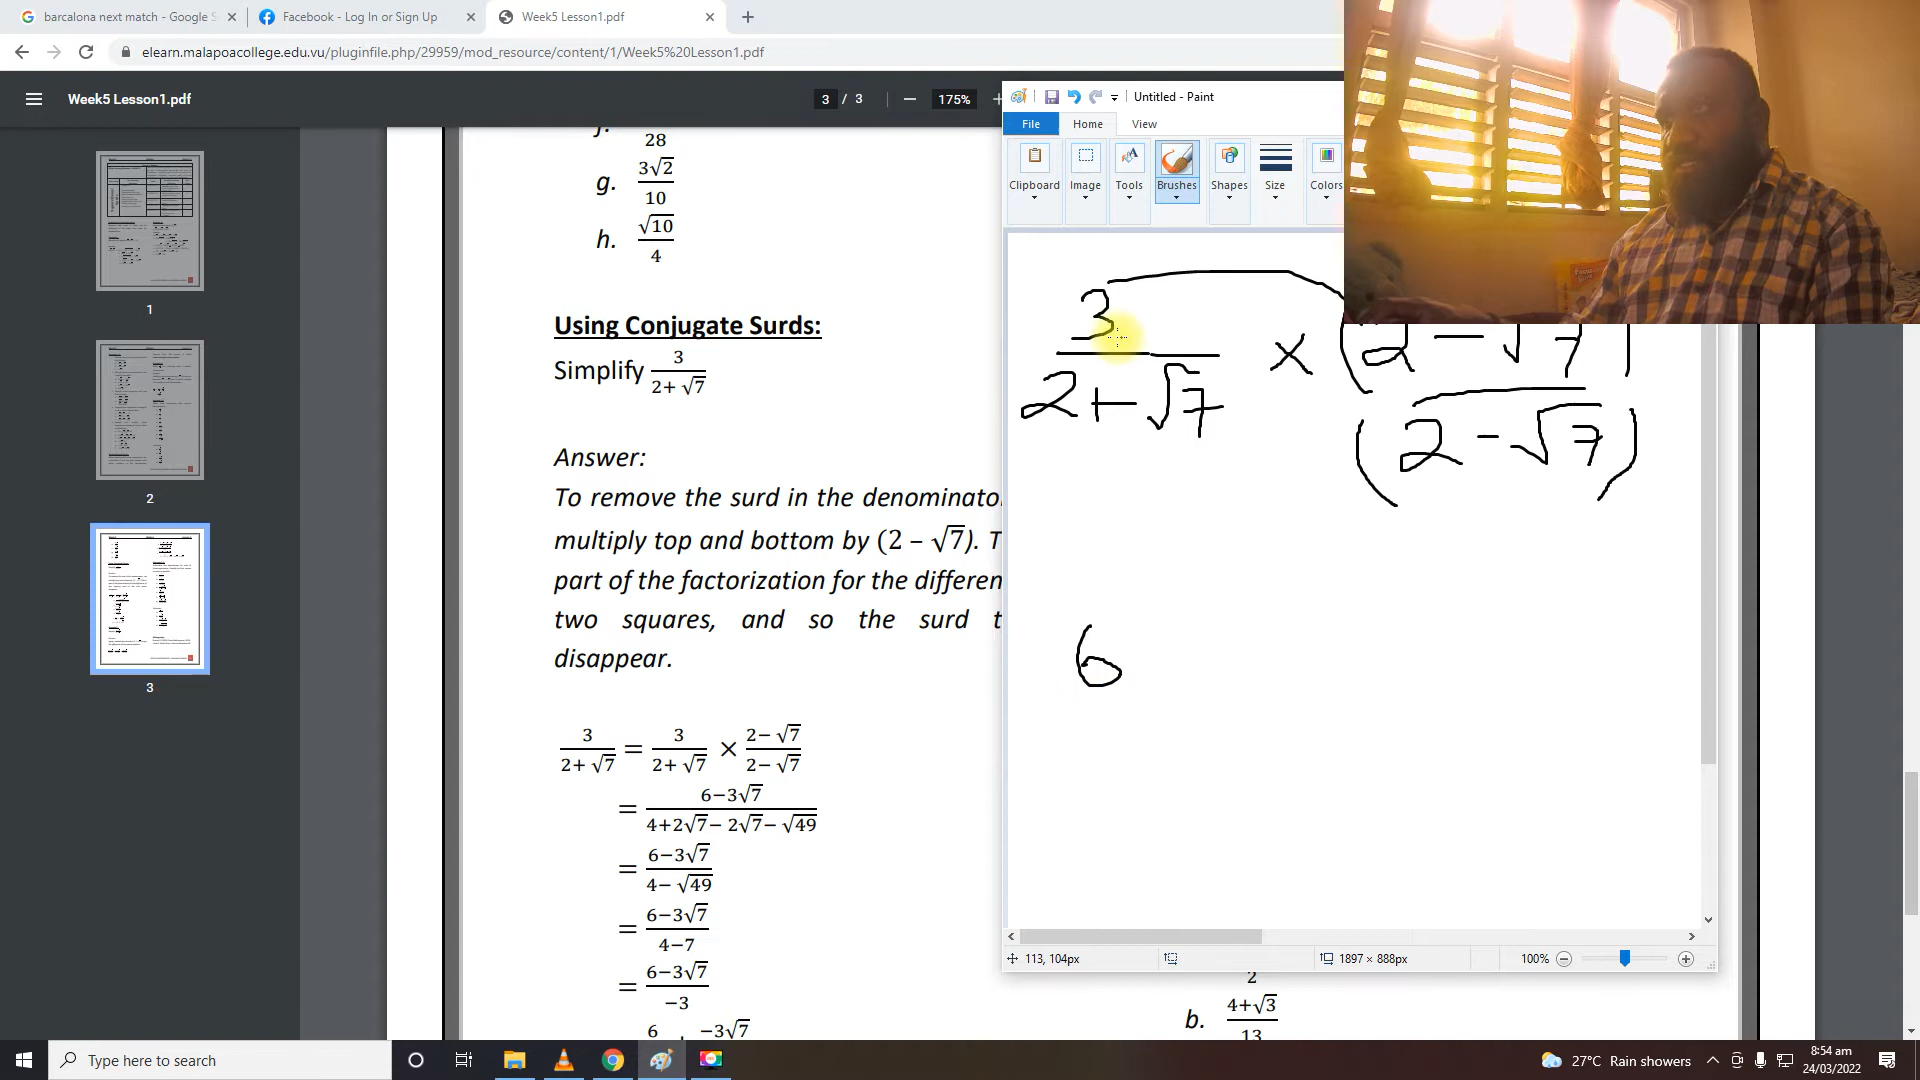 barcalona next match - Google S
Facebook - Log In or Sign Up
Week5 Lesson1.pdf
elearn.malapoacollege.edu.vu/pluginfile.php/29959/mod_resource/content/1/Week5%20Lesson1.pdf
Week5 Lesson1.pdf
3 / 3
175%
1
2
3
28
g. 3√2/10
h. √10/4
Using Conjugate Surds:
Simplify 3/(2+ √7)
Answer:
To remove the surd in the denominato
multiply top and bottom by (2 – √7). T
part of the factorization for the differen
two squares, and so the surd t
disappear.
3/(2+ √7) = 3/(2+ √7) × (2− √7)/(2− √7)
= (6−3√7)/(4+2√7− 2√7− √49)
= (6−3√7)/(4− √49)
= (6−3√7)/(4−7)
= (6−3√7)/−3
6 −3√7
Untitled - Paint
File Home View
Clipboard Image Tools Brushes Shapes Size Colors
3/(2+√7) × (2−√7)/(2−√7)
6
113, 104px
1897 × 888px
100%
2
b. (4+√3)/13
Type here to search
27°C Rain showers
8:54 am
24/03/2022